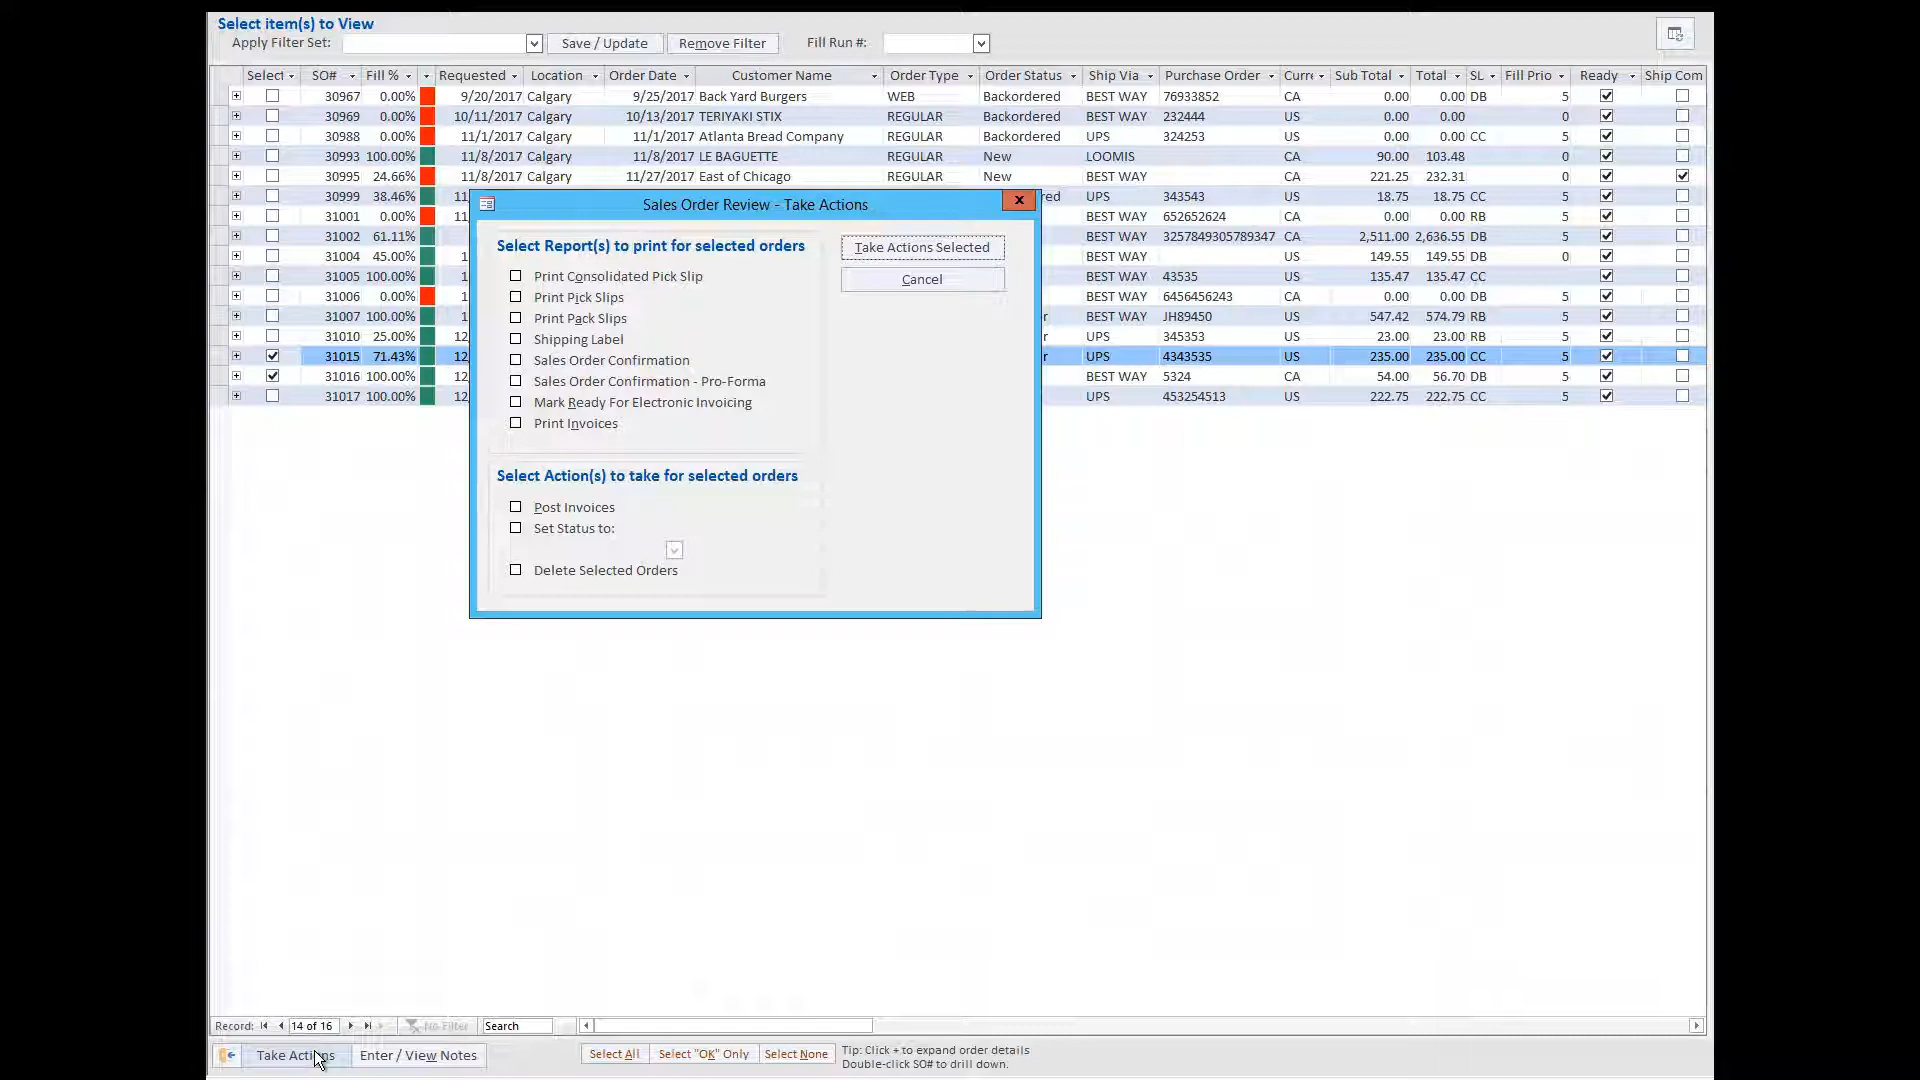 Select item(s) to View
Apply Filter Set: Save / Update Remove Filter Fill Run #:
Select SO# Fill % Requested Location Order Date Customer Name Order Type Order Status Ship Via Purchase Order Curre Sub Total Total SL Fill Prio Ready Ship Com
30967 0.00% 9/20/2017 Calgary 9/25/2017 Back Yard Burgers WEB Backordered BEST WAY 76933852 CA 0.00 0.00 DB 5
30969 0.00% 10/11/2017 Calgary 10/13/2017 TERIYAKI STIX REGULAR Backordered BEST WAY 232444 US 0.00 0.00 0
30988 0.00% 11/1/2017 Calgary 11/1/2017 Atlanta Bread Company REGULAR Backordered UPS 324253 US 0.00 0.00 CC 5
30993 100.00% 11/8/2017 Calgary 11/8/2017 LE BAGUETTE REGULAR New LOOMIS CA 90.00 103.48 0
30995 24.66% 11/8/2017 Calgary 11/27/2017 East of Chicago REGULAR New BEST WAY CA 221.25 232.31 0
30999 38.46% 11 ed UPS 343543 US 18.75 18.75 CC 5
31001 0.00% 11 BEST WAY 652652624 CA 0.00 0.00 RB 5
31002 61.11% BEST WAY 3257849305789347 CA 2,511.00 2,636.55 DB 5
31004 45.00% 1 BEST WAY US 149.55 149.55 DB 0
31005 100.00% 1 BEST WAY 43535 US 135.47 135.47 CC
31006 0.00% 1 BEST WAY 6456456243 CA 0.00 0.00 DB 5
31007 100.00% 1 r BEST WAY JH89450 US 547.42 574.79 RB 5
31010 25.00% 12 r UPS 345353 US 23.00 23.00 RB 5
31015 71.43% 12, r UPS 4343535 US 235.00 235.00 CC 5
31016 100.00% 12, BEST WAY 5324 CA 54.00 56.70 DB 5
31017 100.00% 12 UPS 453254513 US 222.75 222.75 CC 5
Sales Order Review - Take Actions
Select Report(s) to print for selected orders
Take Actions Selected
Cancel
Print Consolidated Pick Slip
Print Pick Slips
Print Pack Slips
Shipping Label
Sales Order Confirmation
Sales Order Confirmation - Pro-Forma
Mark Ready For Electronic Invoicing
Print Invoices
Select Action(s) to take for selected orders
Post Invoices
Set Status to:
Delete Selected Orders
Record: 14 of 16 No Filter Search
Take Actions Enter / View Notes Select All Select "OK" Only Select None Tip: Click + to expand order details
Double-click SO# to drill down.